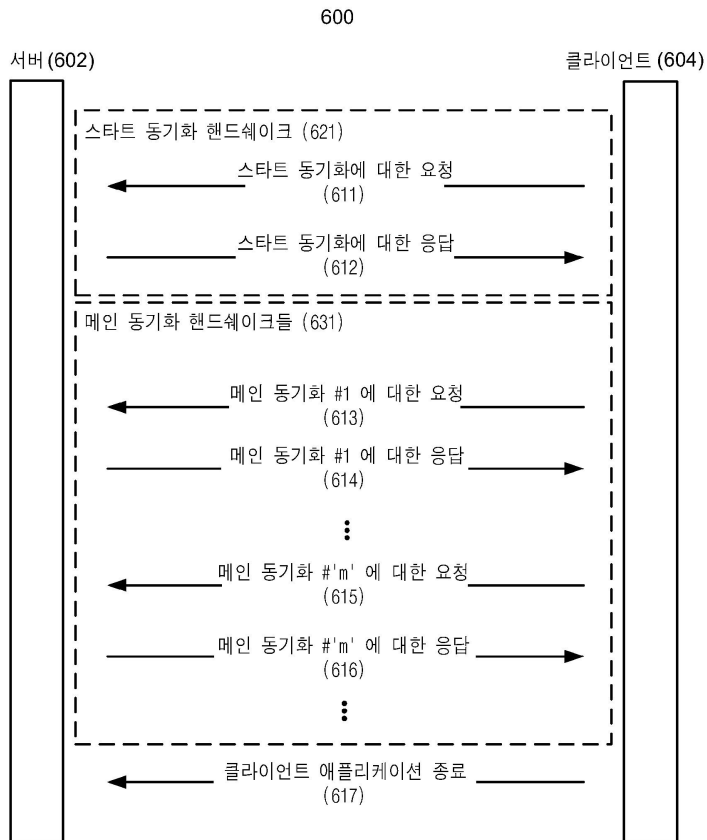 600
서버 (602)
클라이언트 (604)
스타트 동기화 핸드쉐이크 (621)
스타트 동기화에 대한 요청
(611)
스타트 동기화에 대한 응답
(612)
메인 동기화 핸드쉐이크들 (631)
메인 동기화 #1 에 대한 요청
(613)
메인 동기화 #1 에 대한 응답
(614)
메인 동기화 #'m' 에 대한 요청
(615)
메인 동기화 #'m' 에 대한 응답
(616)
클라이언트 애플리케이션 종료
(617)